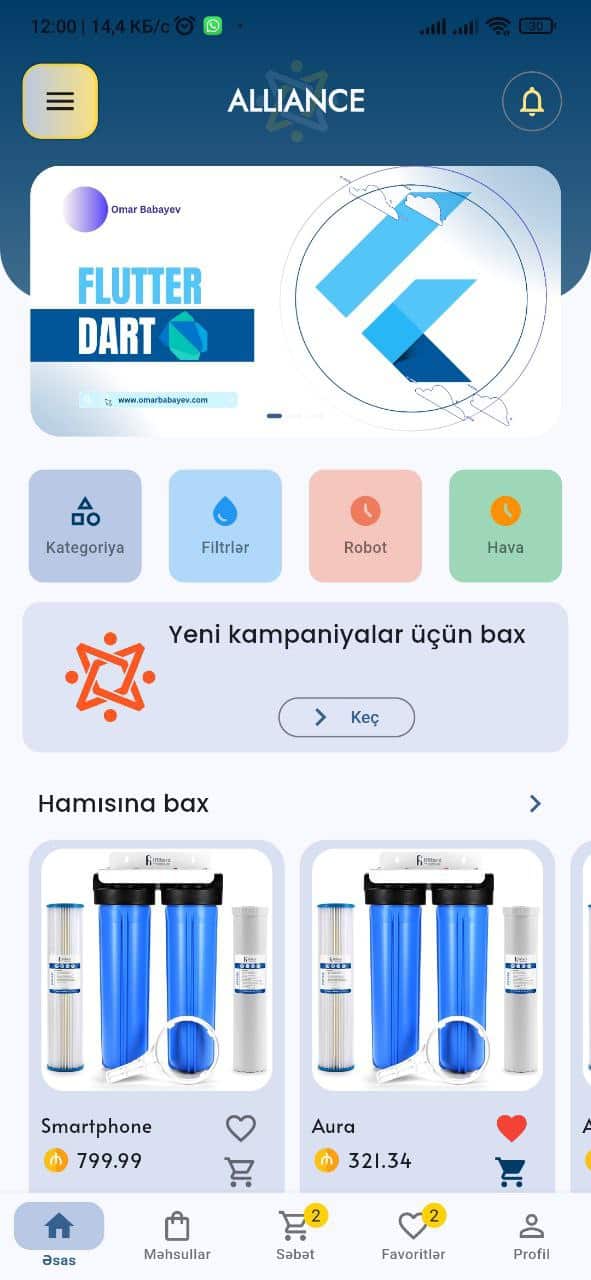 12:00 | 14,4 КБ/с
30
ALLIANCE
Omar Babayev
FLUTTER
DART
www.omarbabayev.com
Kategoriya
Filtrlər
Robot
Hava
Yeni kampaniyalar üçün bax
Keç
Hamısına bax
Smartphone
799.99
Aura
321.34
A
2
2
Əsas
Məhsullar
Səbət
Favoritlər
Profil